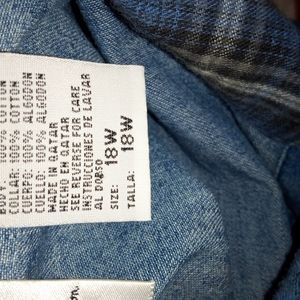 BODY: 100% COTTON
COLLAR: 100% COTTON
CUERPO: 100% ALGODON
CUELLO: 100% ALGODON
MADE IN QATAR
HECHO EN QATAR
SEE REVERSE FOR CARE
INSTRUCCIONES DE LAVAR
AL DORSO
SIZE: 18W
TALLA: 18W